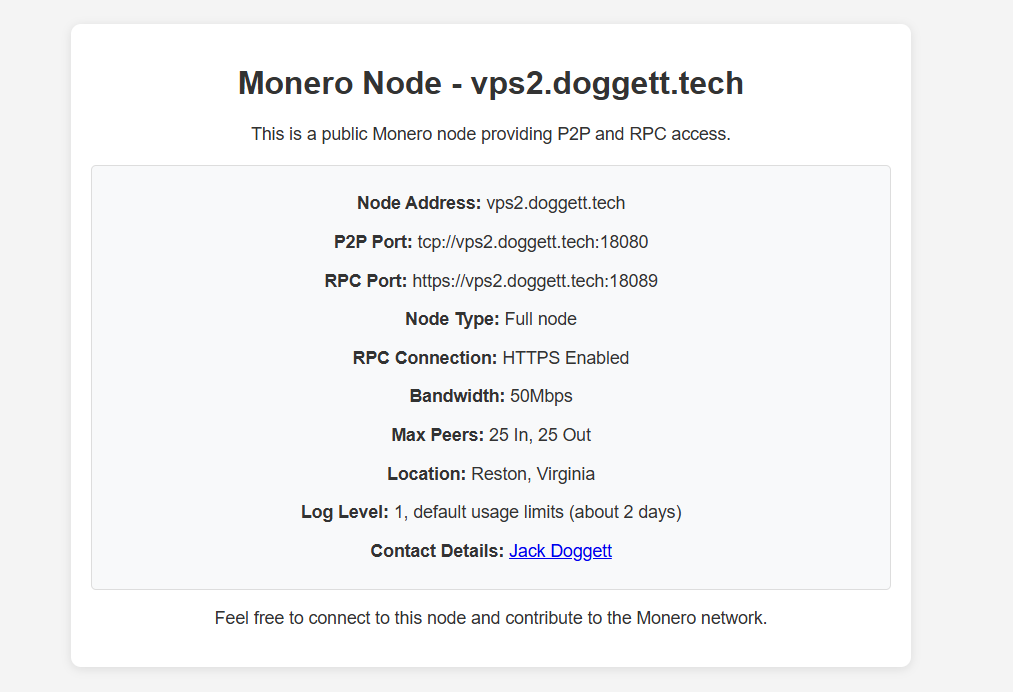 Monero Node - vps2.doggett.tech
This is a public Monero node providing P2P and RPC access.
Node Address: vps2.doggett.tech
P2P Port: tcp://vps2.doggett.tech:18080
RPC Port: https://vps2.doggett.tech:18089
Node Type: Full node
RPC Connection: HTTPS Enabled
Bandwidth: 50Mbps
Max Peers: 25 In, 25 Out
Location: Reston, Virginia
Log Level: 1, default usage limits (about 2 days)
Contact Details: Jack Doggett
Feel free to connect to this node and contribute to the Monero network.